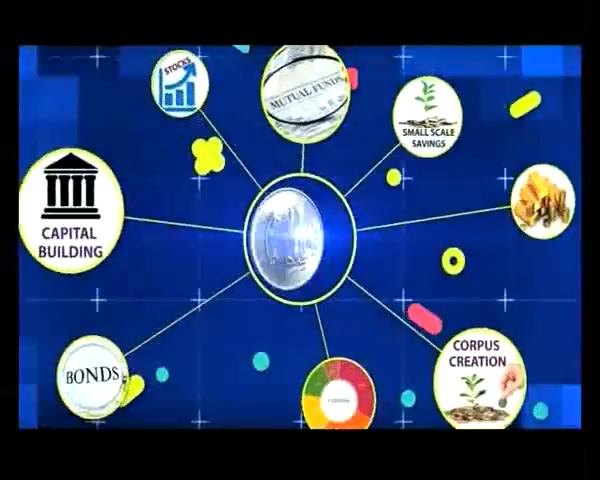 STOCKS
MUTUAL FUNDS
SMALL SCALE
SAVINGS
CAPITAL
BUILDING
BONDS
CORPUS
CREATION